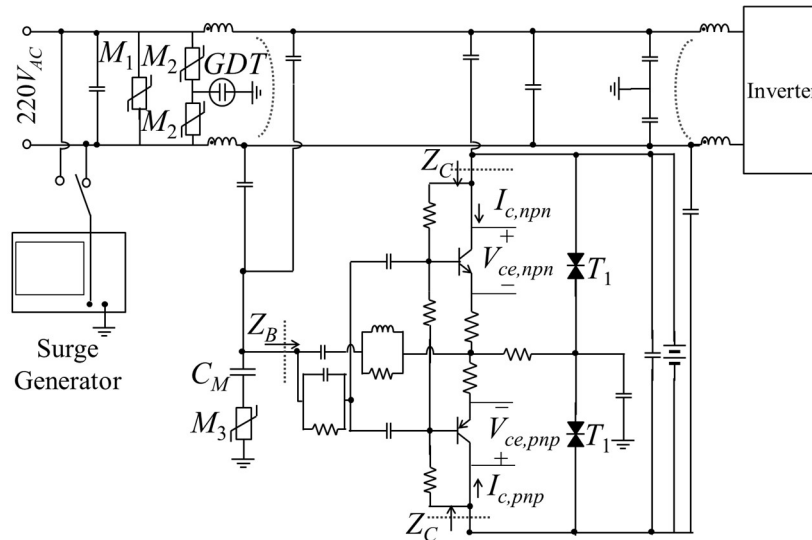 220V_AC
M_1
M_2
GDT
M_2
Inverter
Z_C
I_c,npn
+
V_ce,npn
−
T_1
Z_B
Surge
Generator
C_M
M_3
−
V_ce,pnp
+
T_1
I_c,pnp
Z_C